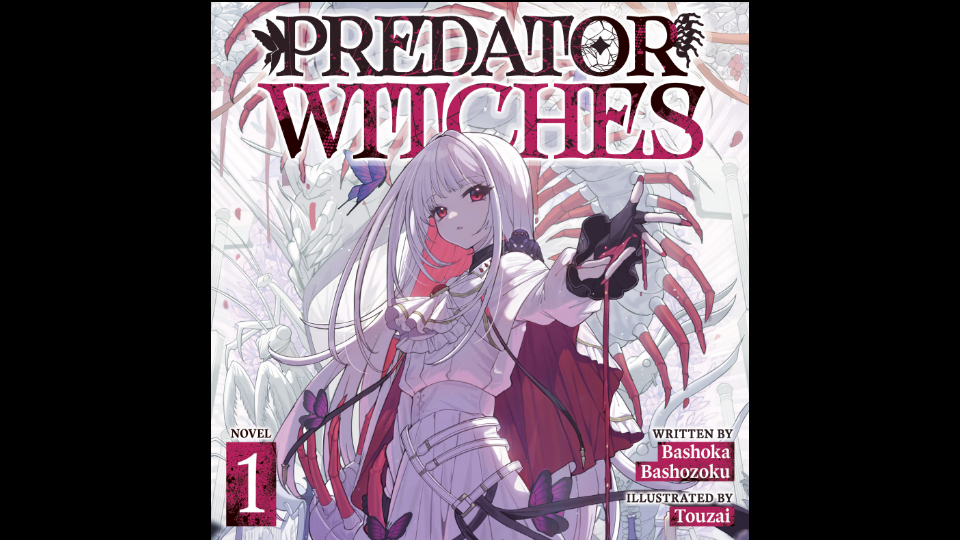 PREDATOR
WITCHES
NOVEL
1
WRITTEN BY
Bashoka
Bashozoku
ILLUSTRATED BY
Touzai